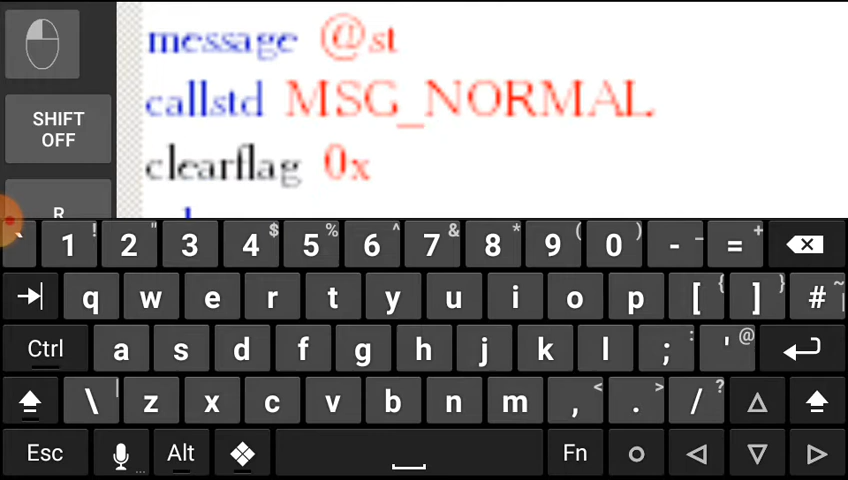 SHIFT
OFF
R
message @st
callstd MSG_NORMAL
clearflag 0x
` 1 ! 2 " 3 4 $ 5 % 6 ^ 7 & 8 * 9 ( 0 ) - _ = +
q w e r t y u i o p [ { ] } # ~
Ctrl a s d f g h j k l ; : ' @
\ | z x c v b n m , < . > / ?
Esc ... Alt Fn